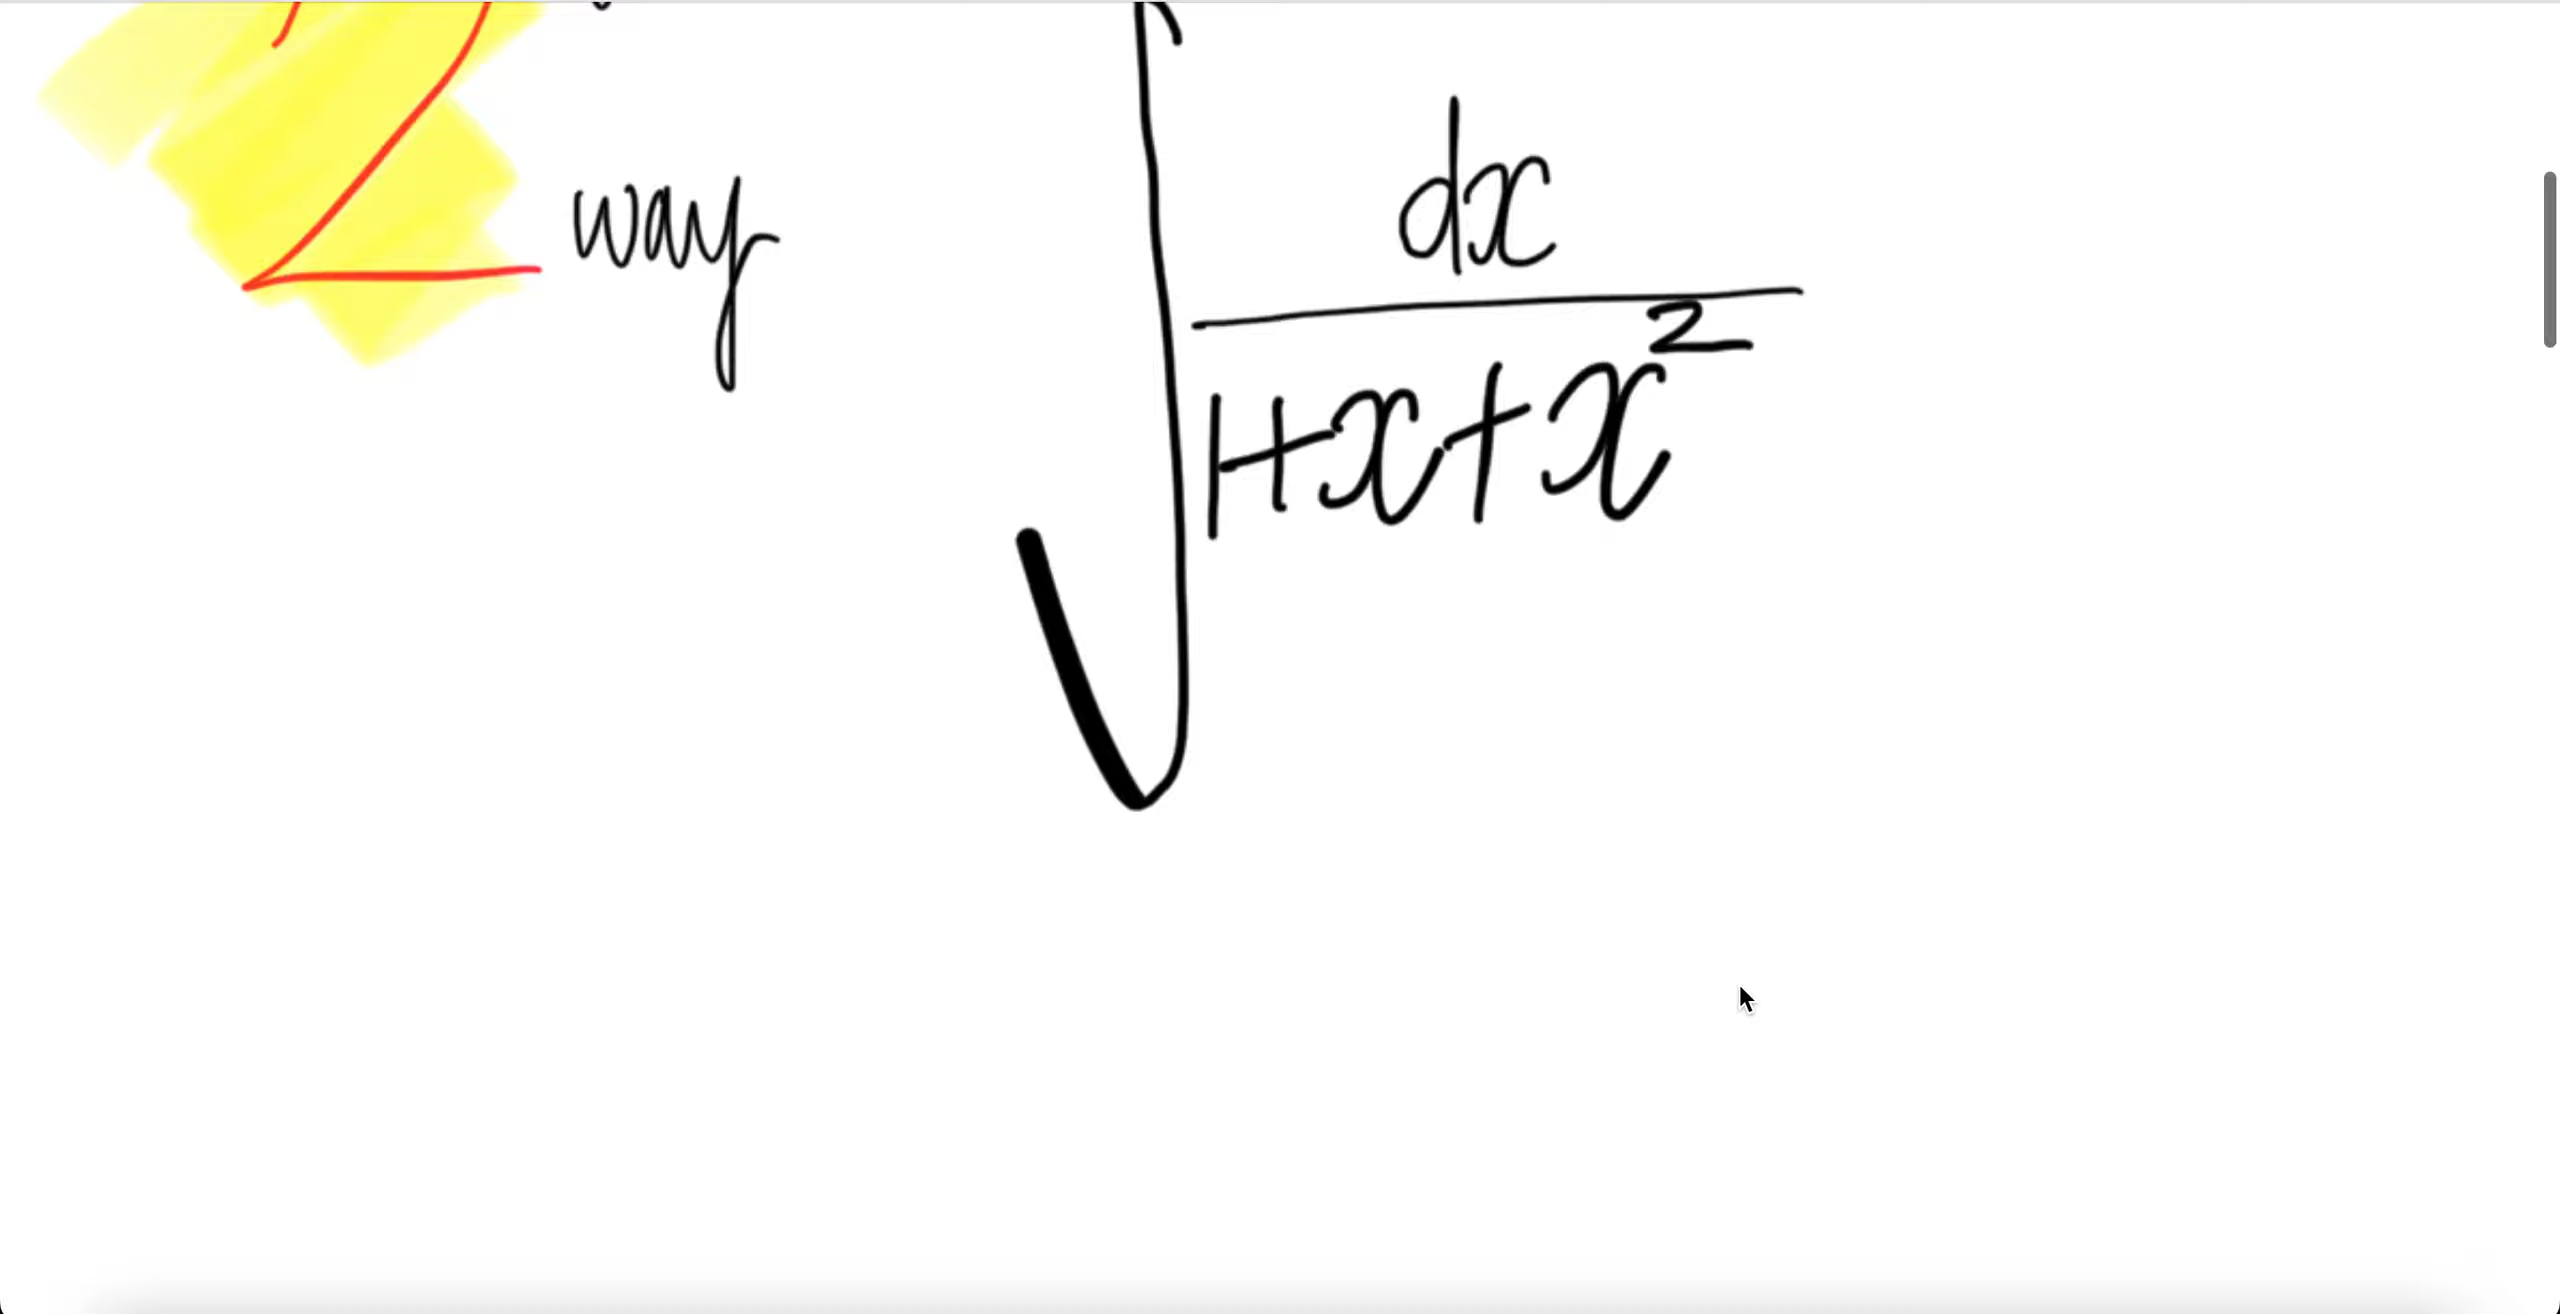 2 way
∫ dx
1+x+x²